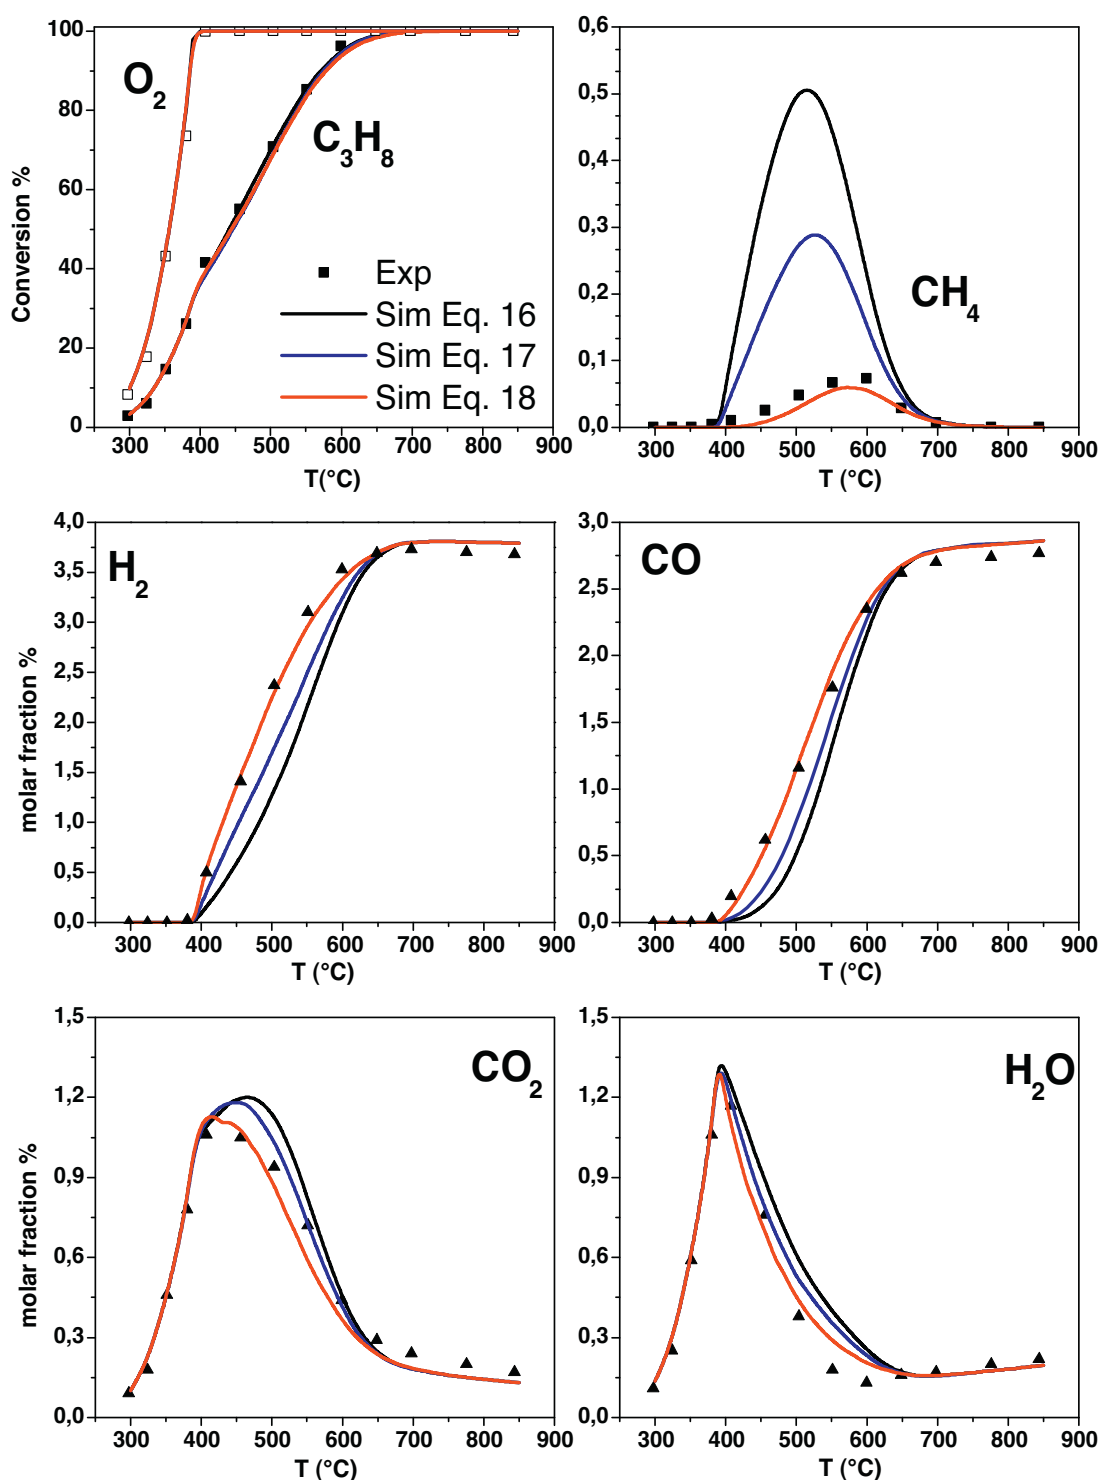 100
80
60
40
20
0
Conversion %
O2
C3H8
Exp
Sim Eq. 16
Sim Eq. 17
Sim Eq. 18
300 400 500 600 700 800 900
T(°C)
0,6
0,5
0,4
0,3
0,2
0,1
0,0
CH4
300 400 500 600 700 800 900
T (°C)
4,0
3,5
3,0
2,5
2,0
1,5
1,0
0,5
0,0
molar fraction %
H2
300 400 500 600 700 800 900
T (°C)
3,0
2,5
2,0
1,5
1,0
0,5
0,0
CO
300 400 500 600 700 800 900
T (°C)
1,5
1,2
0,9
0,6
0,3
0,0
molar fraction %
CO2
300 400 500 600 700 800 900
T (°C)
1,5
1,2
0,9
0,6
0,3
0,0
H2O
300 400 500 600 700 800 900
T (°C)